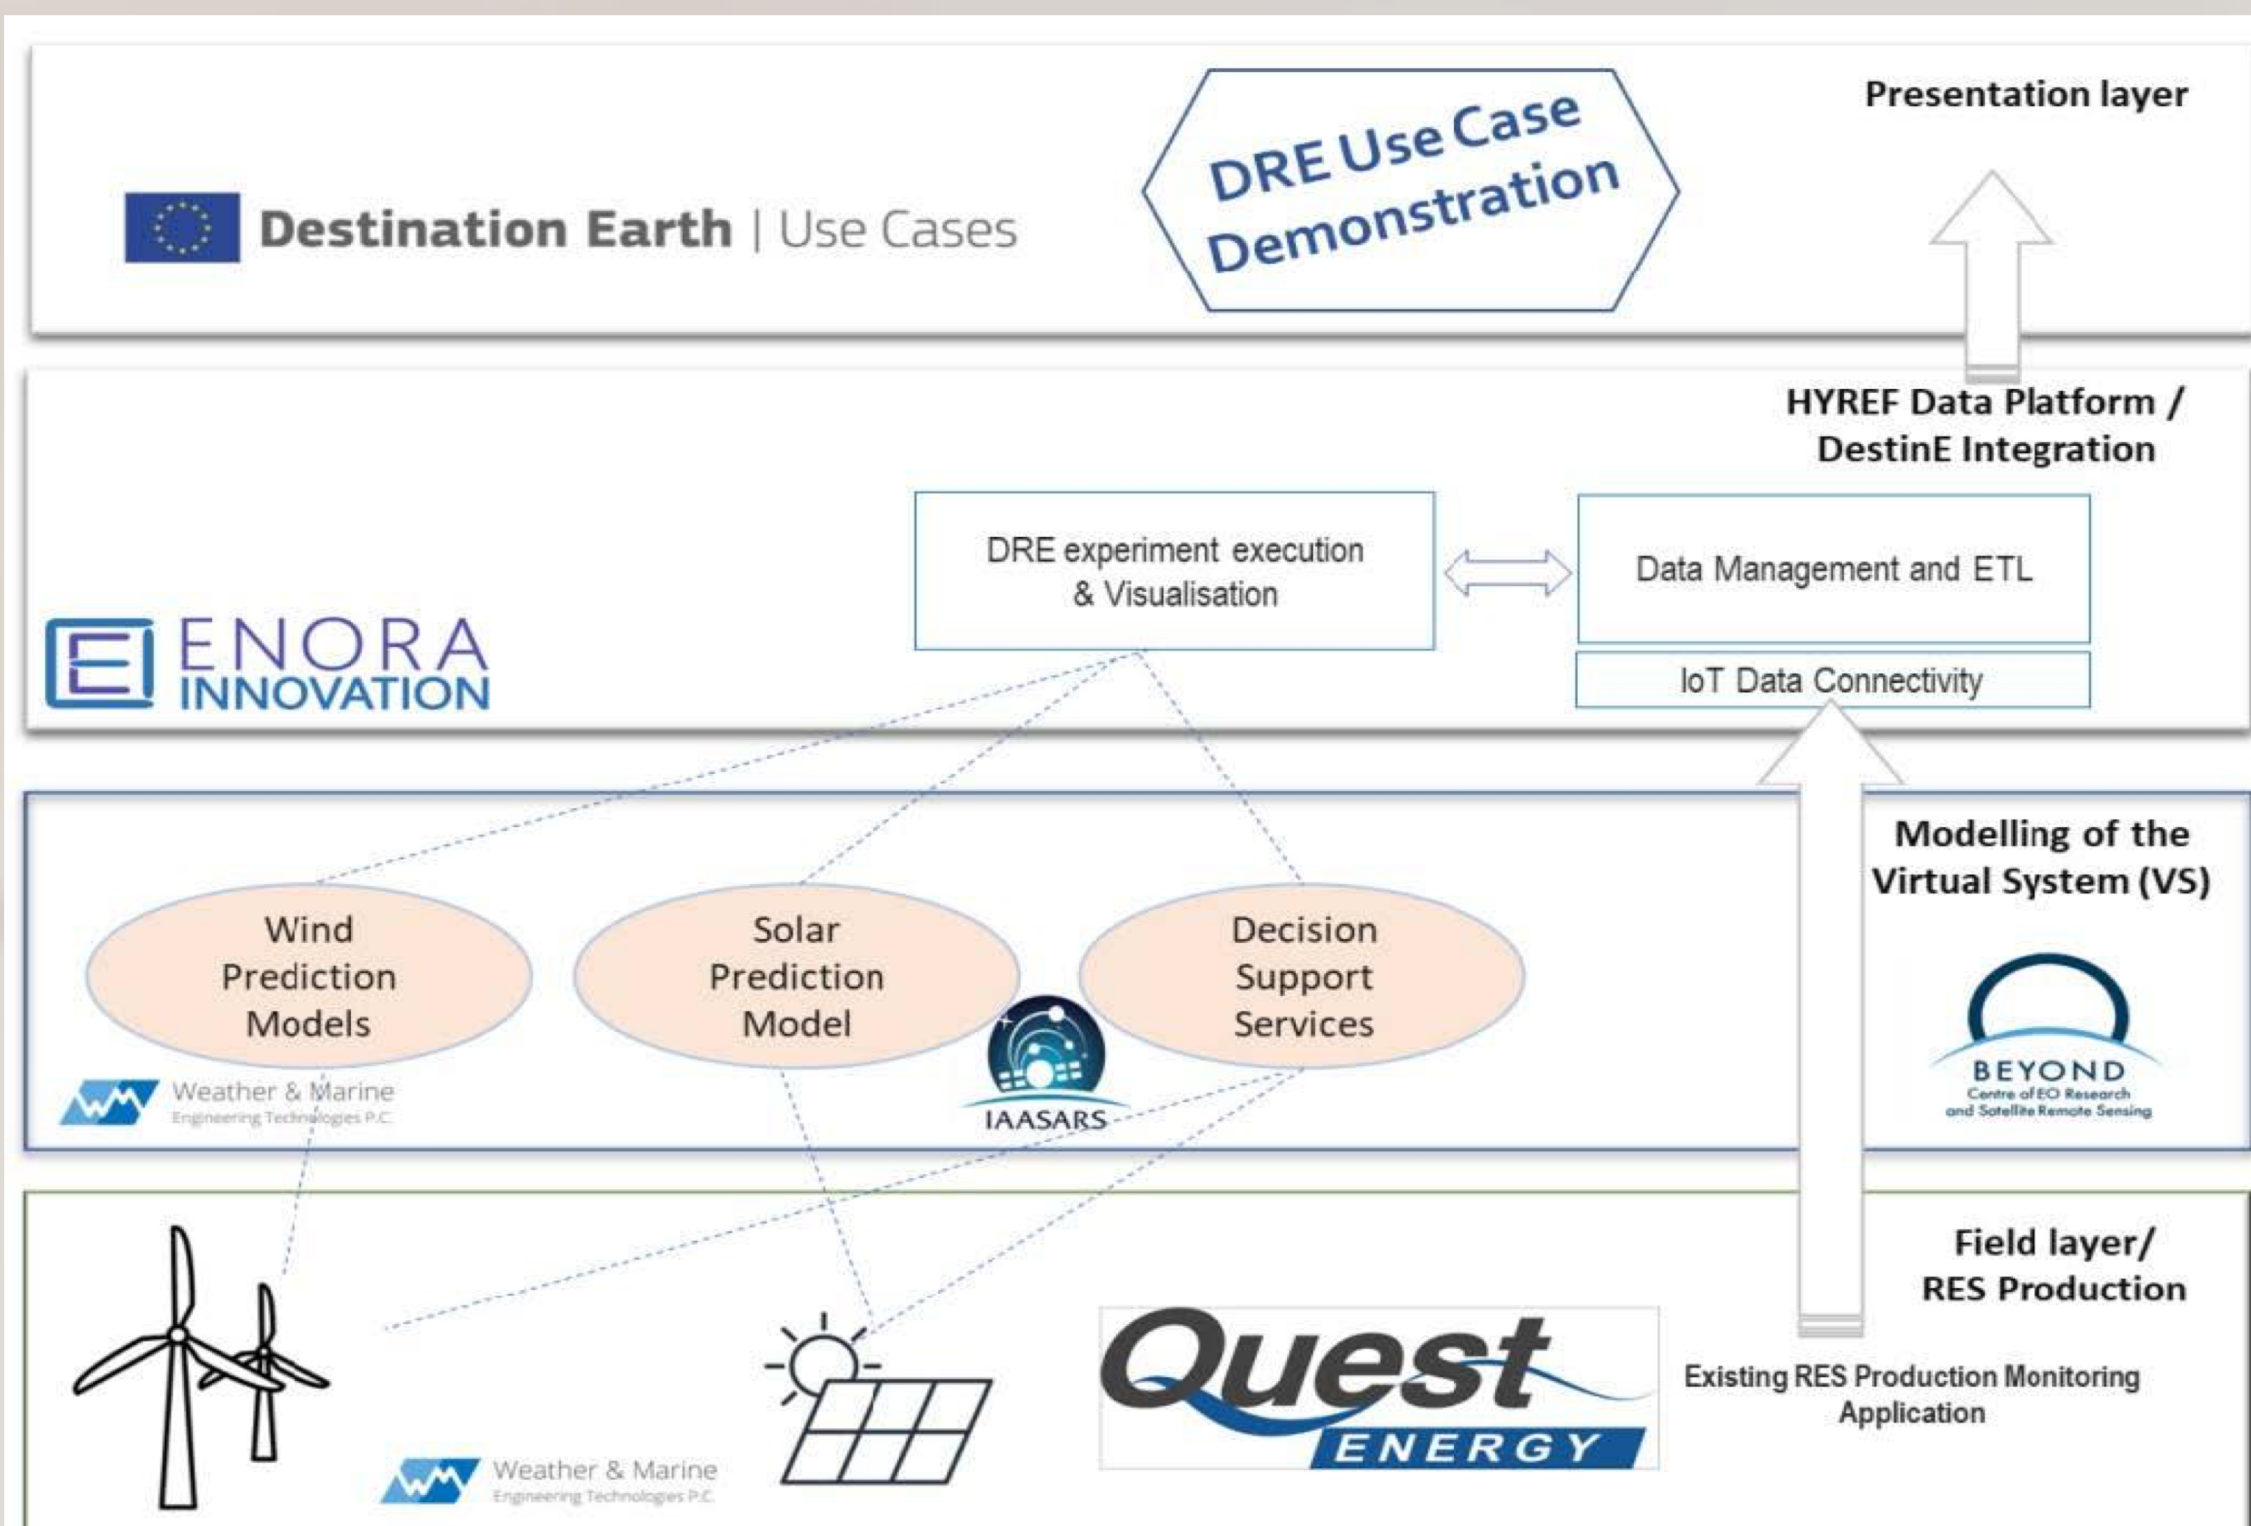 Presentation layer
Destination Earth | Use Cases
DRE Use Case
Demonstration
HYREF Data Platform /
DestinE Integration
DRE experiment execution
& Visualisation
Data Management and ETL
IoT Data Connectivity
ENORA
INNOVATION
Modelling of the
Virtual System (VS)
Wind
Prediction
Models
Solar
Prediction
Model
Decision
Support
Services
Weather & Marine
Engineering Technologies P.C.
IAASARS
BEYOND
Centre of EO Research
and Satellite Remote Sensing
Field layer/
RES Production
Quest
ENERGY
Existing RES Production Monitoring
Application
Weather & Marine
Engineering Technologies P.C.